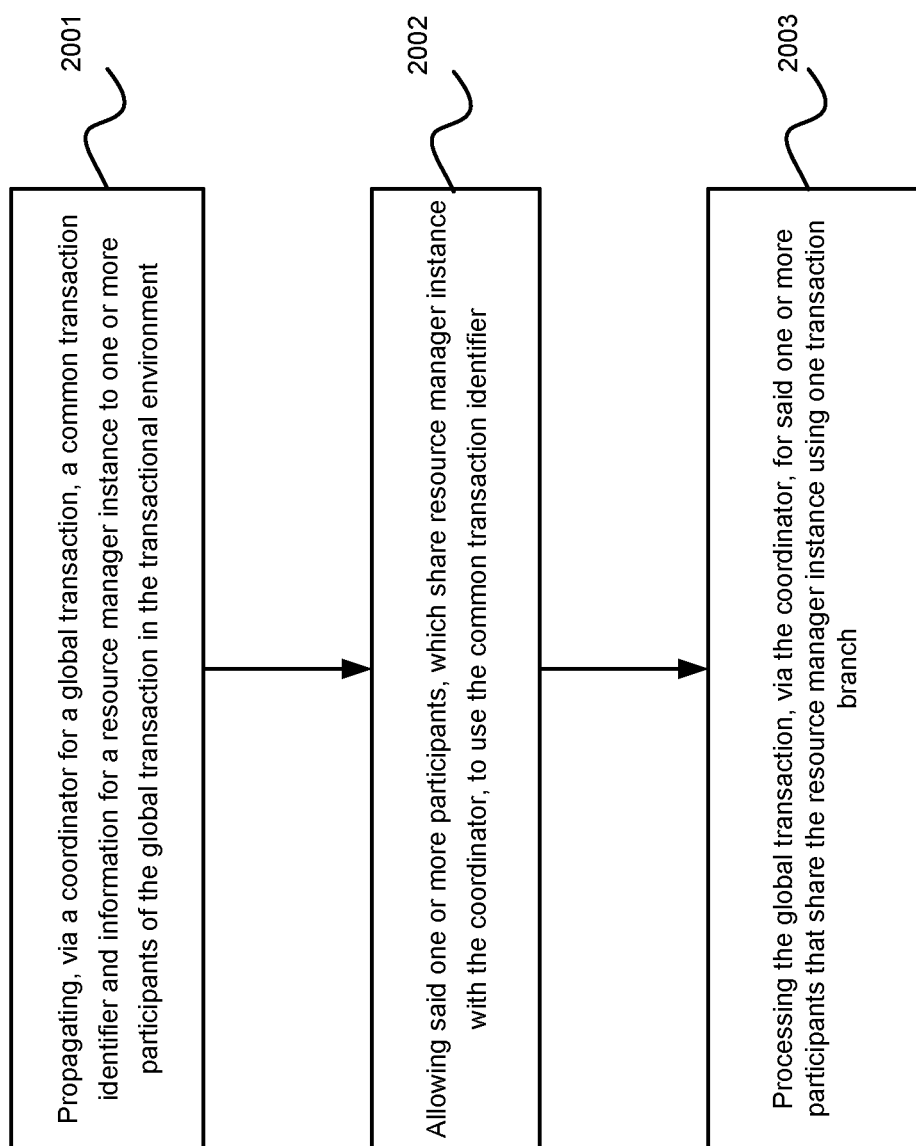 Propagating, via a coordinator for a global transaction, a common transaction
identifier and information for a resource manager instance to one or more
participants of the global transaction in the transactional environment
2001
Allowing said one or more participants, which share resource manager instance
with the coordinator, to use the common transaction identifier
2002
Processing the global transaction, via the coordinator, for said one or more
participants that share the resource manager instance using one transaction
branch
2003